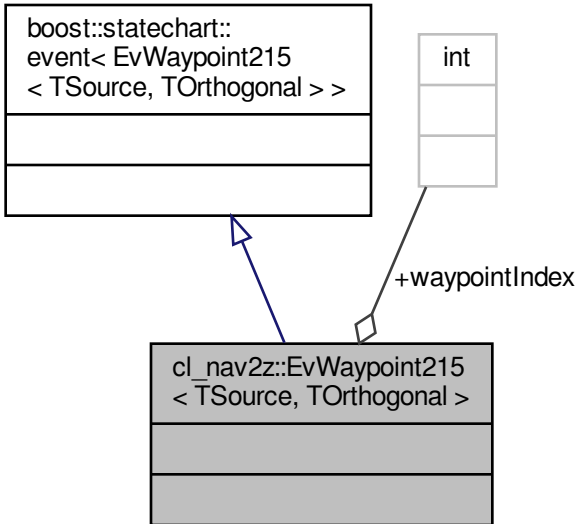 boost::statechart::
event< EvWaypoint215
< TSource, TOrthogonal > >
int
+waypointIndex
cl_nav2z::EvWaypoint215
< TSource, TOrthogonal >